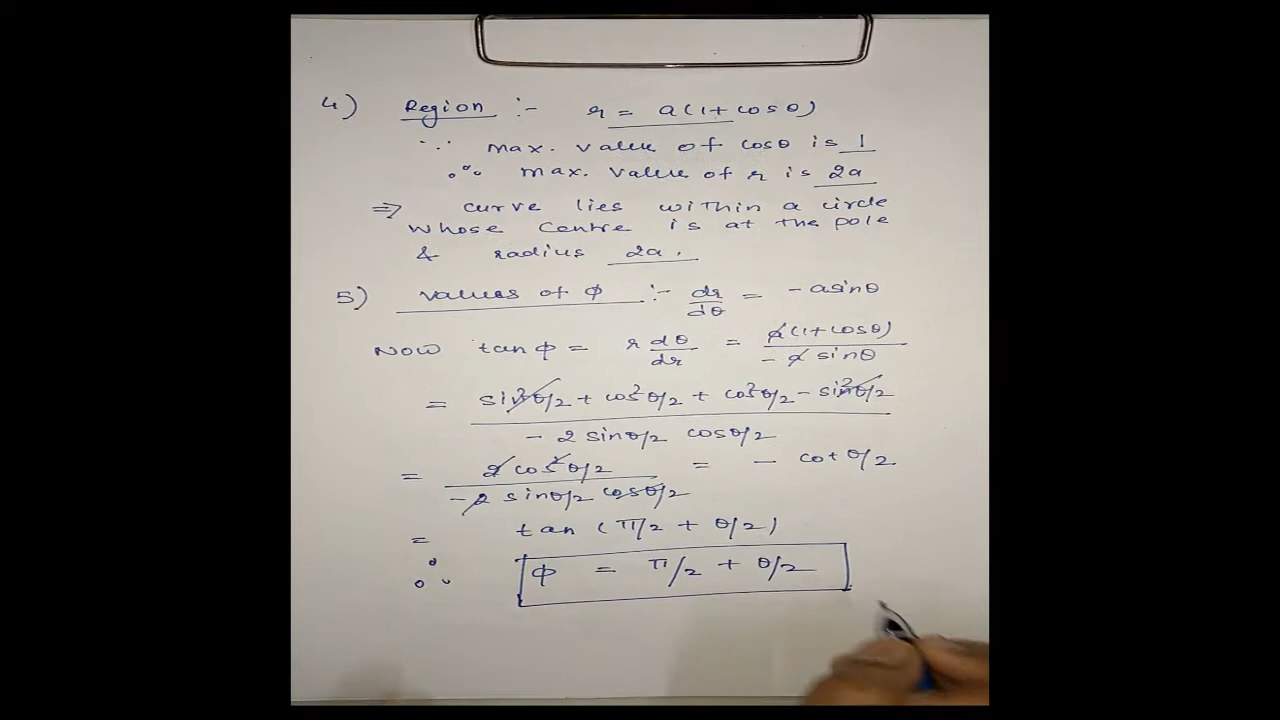 4) Region :- r = a(1+cosθ)
∵ max. value of cosθ is 1
∴ max. value of r is 2a
⇒ curve lies within a circle
whose centre is at the pole
& radius 2a.
5) values of ϕ :- dr/dθ = -asinθ
Now tanϕ = r dθ/dr = a(1+cosθ)/-a sinθ
= sin²θ/2 + cos²θ/2 + cos²θ/2 - sin²θ/2 / -2 sinθ/2 cosθ/2
= 2 cos²θ/2 / -2 sinθ/2 cosθ/2 = - cot θ/2
= tan (π/2 + θ/2)
∴ ϕ = π/2 + θ/2